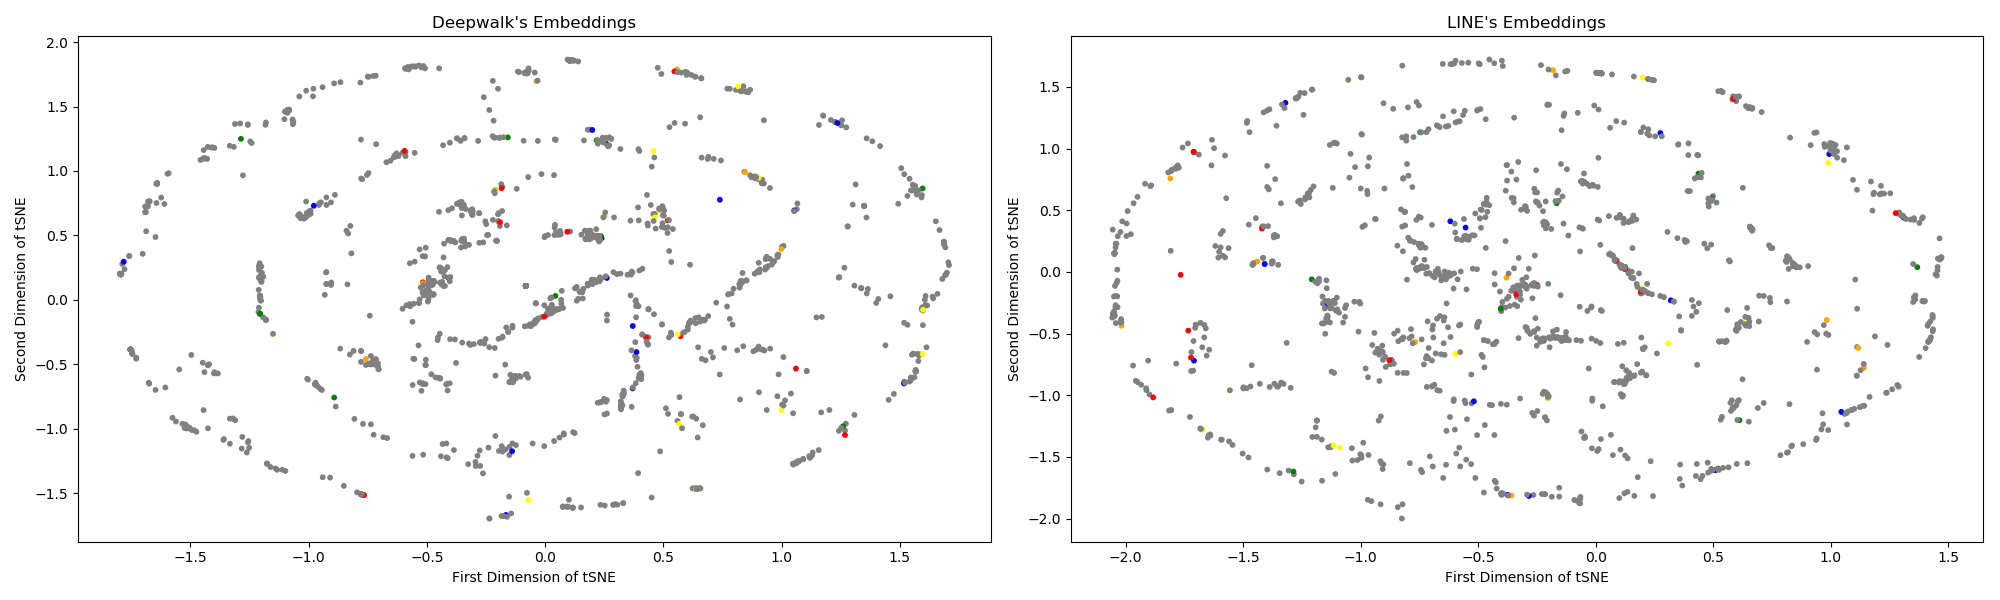 Deepwalk's Embeddings
2.0
1.5
1.0
0.5
0.0
−0.5
−1.0
−1.5
Second Dimension of tSNE
−1.5 −1.0 −0.5 0.0 0.5 1.0 1.5
First Dimension of tSNE
LINE's Embeddings
1.5
1.0
0.5
0.0
−0.5
−1.0
−1.5
−2.0
Second Dimension of tSNE
−2.0 −1.5 −1.0 −0.5 0.0 0.5 1.0 1.5
First Dimension of tSNE